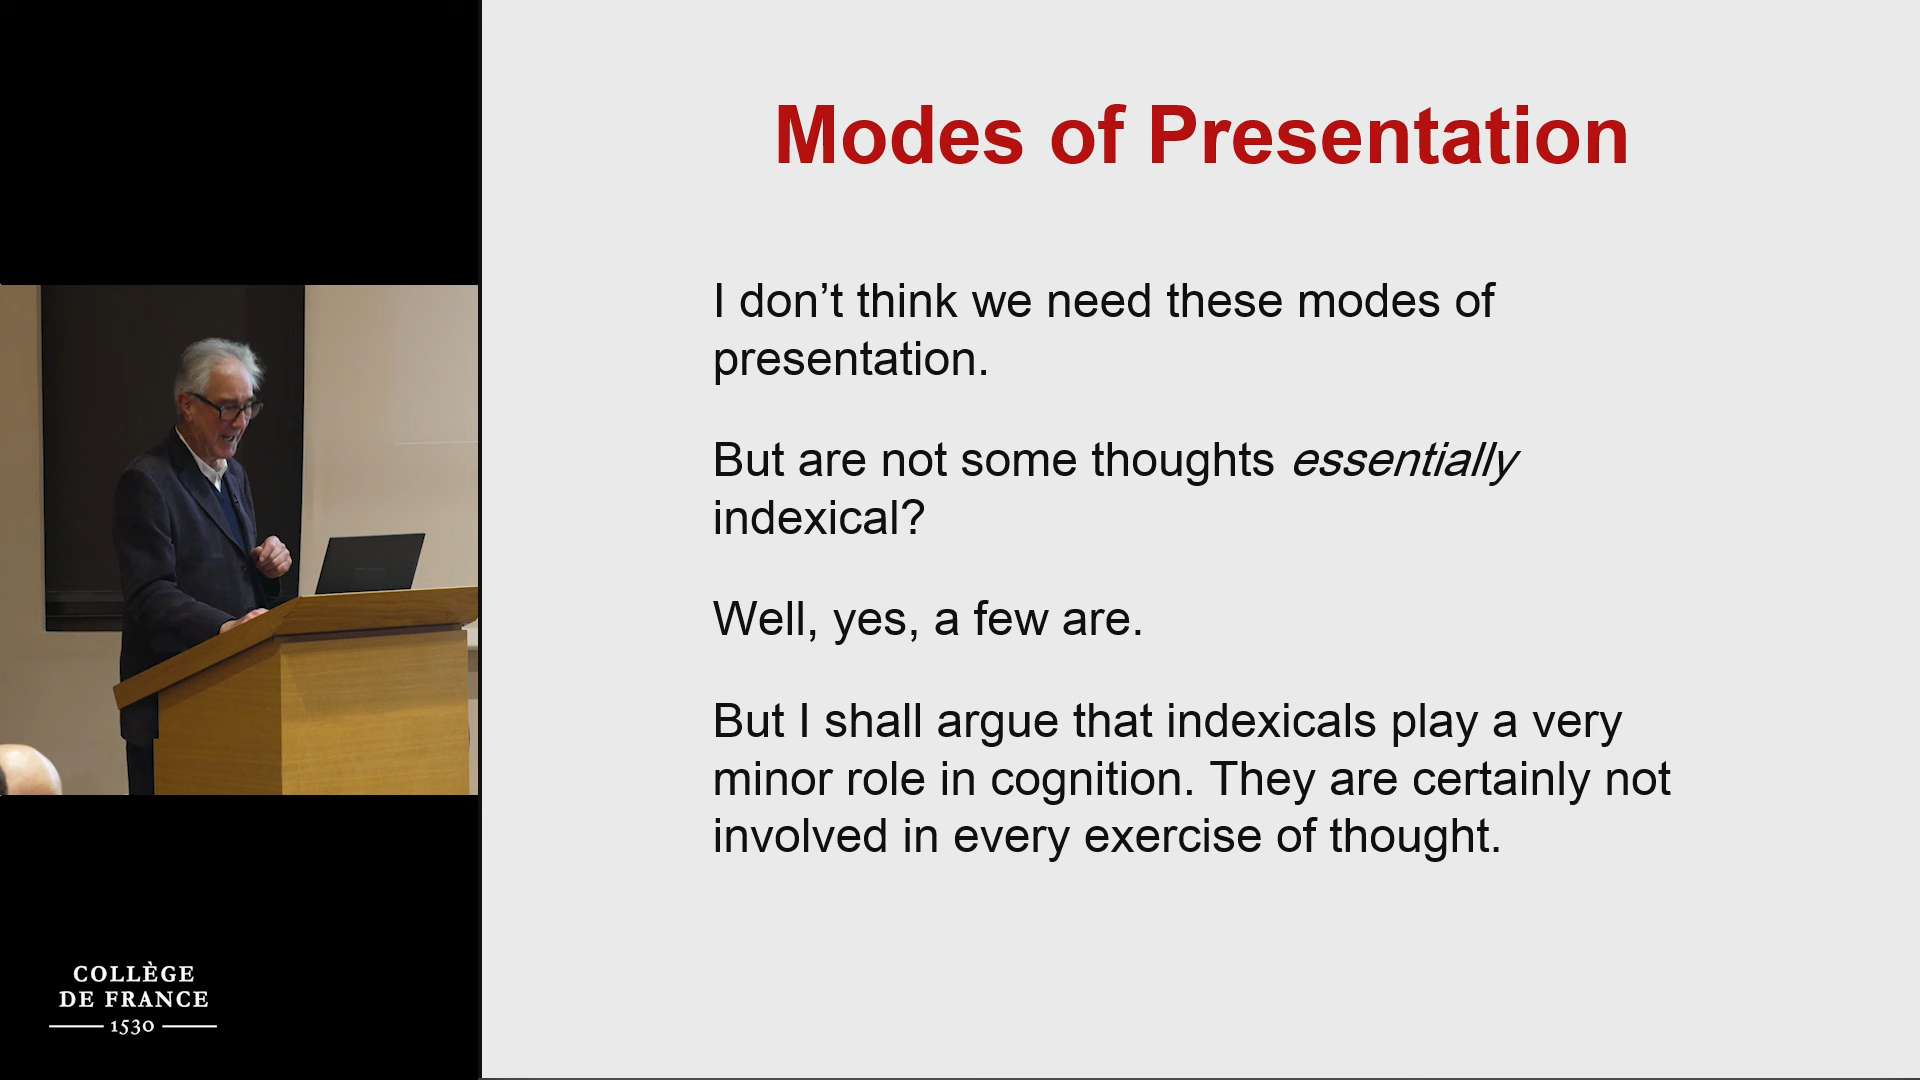 Modes of Presentation
I don’t think we need these modes of
presentation.
But are not some thoughts essentially
indexical?
Well, yes, a few are.
But I shall argue that indexicals play a very
minor role in cognition. They are certainly not
involved in every exercise of thought.
COLLÈGE
DE FRANCE
1530